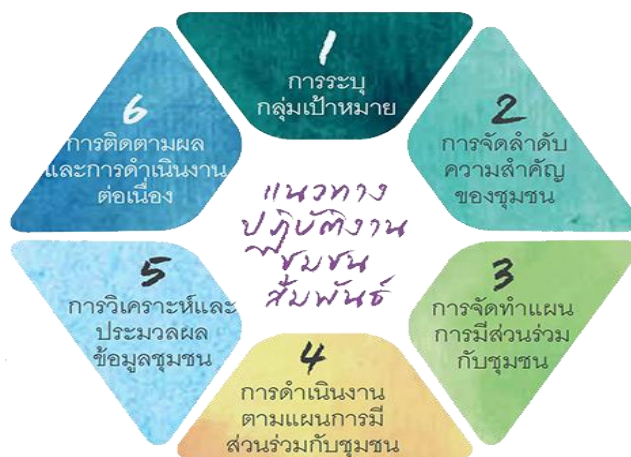 1
การระบุ
กลุ่มเป้าหมาย
2
การจัดลำดับ
ความสำคัญ
ของชุมชน
3
การจัดทำแผน
การมีส่วนร่วม
กับชุมชน
4
การดำเนินงาน
ตามแผนการมี
ส่วนร่วมกับชุมชน
5
การวิเคราะห์และ
ประมวลผล
ข้อมูลชุมชน
6
การติดตามผล
และการดำเนินงาน
ต่อเนื่อง
แนวทาง
ปฏิบัติงาน
ชุมชน
สัมพันธ์